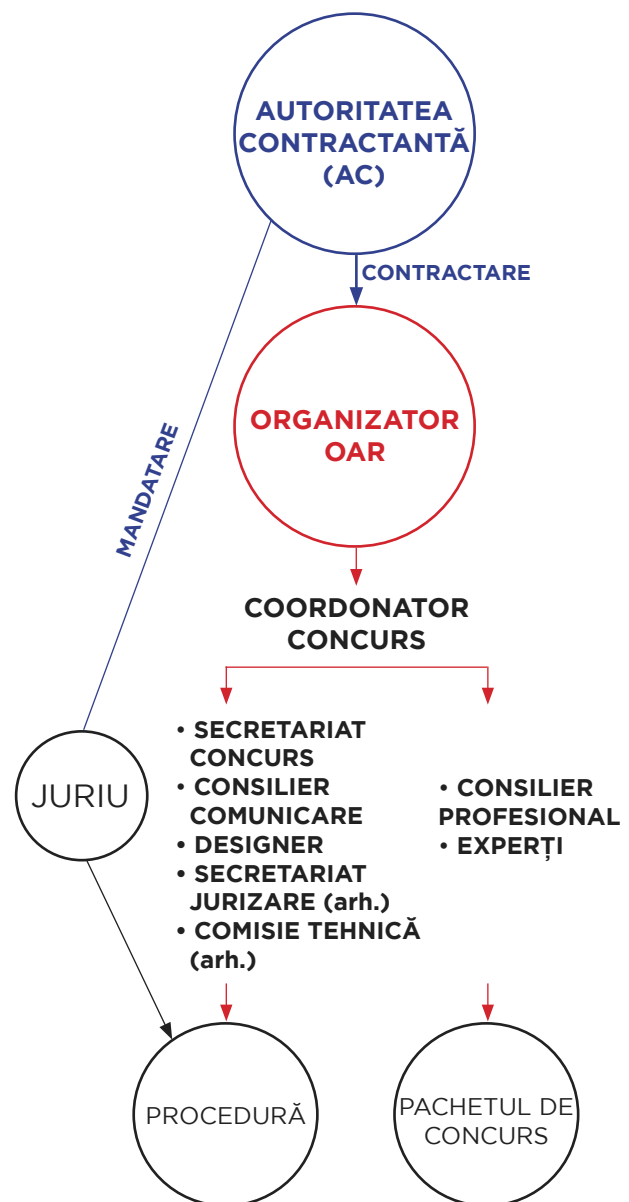 AUTORITATEA
CONTRACTANTĂ
(AC)
CONTRACTARE
ORGANIZATOR
OAR
MANDATARE
COORDONATOR
CONCURS
JURIU
• SECRETARIAT
CONCURS
• CONSILIER
COMUNICARE
• DESIGNER
• SECRETARIAT
JURIZARE (arh.)
• COMISIE TEHNICĂ
(arh.)
• CONSILIER
PROFESIONAL
• EXPERȚI
PROCEDURĂ
PACHETUL DE
CONCURS